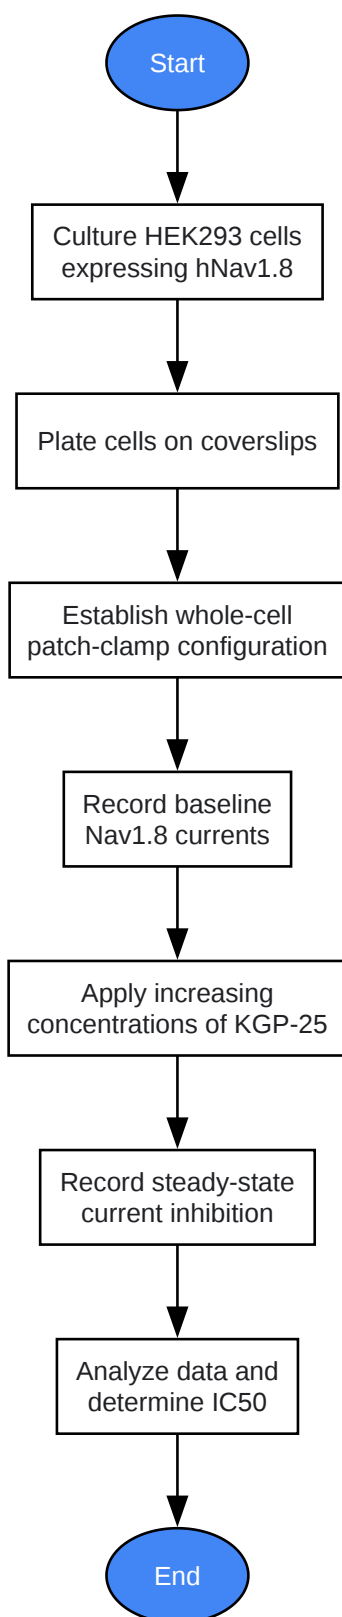 Start
Culture HEK293 cells
expressing hNav1.8
Plate cells on coverslips
Establish whole-cell
patch-clamp configuration
Record baseline
Nav1.8 currents
Apply increasing
concentrations of KGP-25
Record steady-state
current inhibition
Analyze data and
determine IC50
End